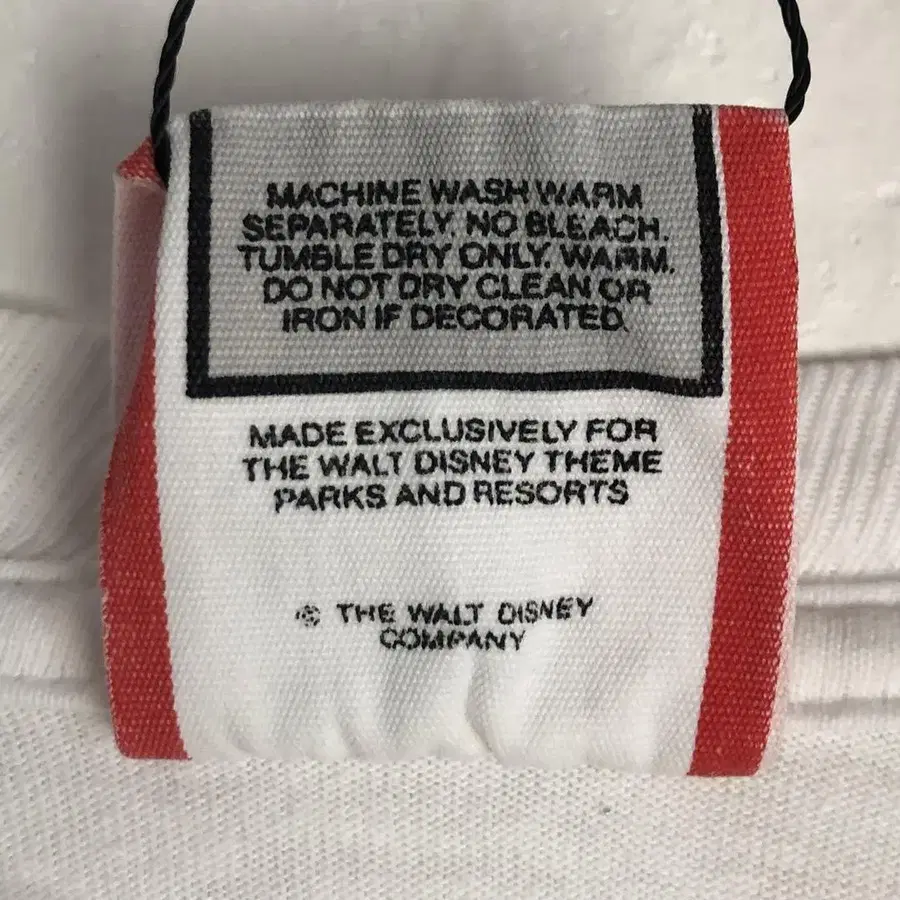 MACHINE WASH WARM
SEPARATELY. NO BLEACH.
TUMBLE DRY ONLY. WARM.
DO NOT DRY CLEAN OR
IRON IF DECORATED.
MADE EXCLUSIVELY FOR
THE WALT DISNEY THEME
PARKS AND RESORTS
© THE WALT DISNEY
COMPANY